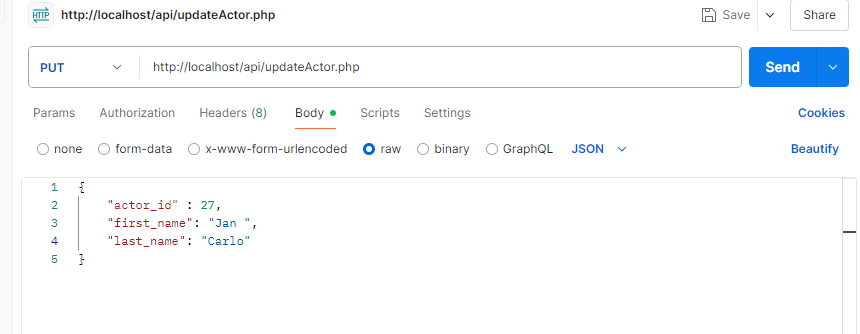 HTTP http://localhost/api/updateActor.php Save Share
PUT http://localhost/api/updateActor.php Send
Params Authorization Headers (8) Body Scripts Settings Cookies
none form-data x-www-form-urlencoded raw binary GraphQL JSON Beautify
1 {
2 "actor_id" : 27,
3 "first_name": "Jan ",
4 "last_name": "Carlo"
5 }